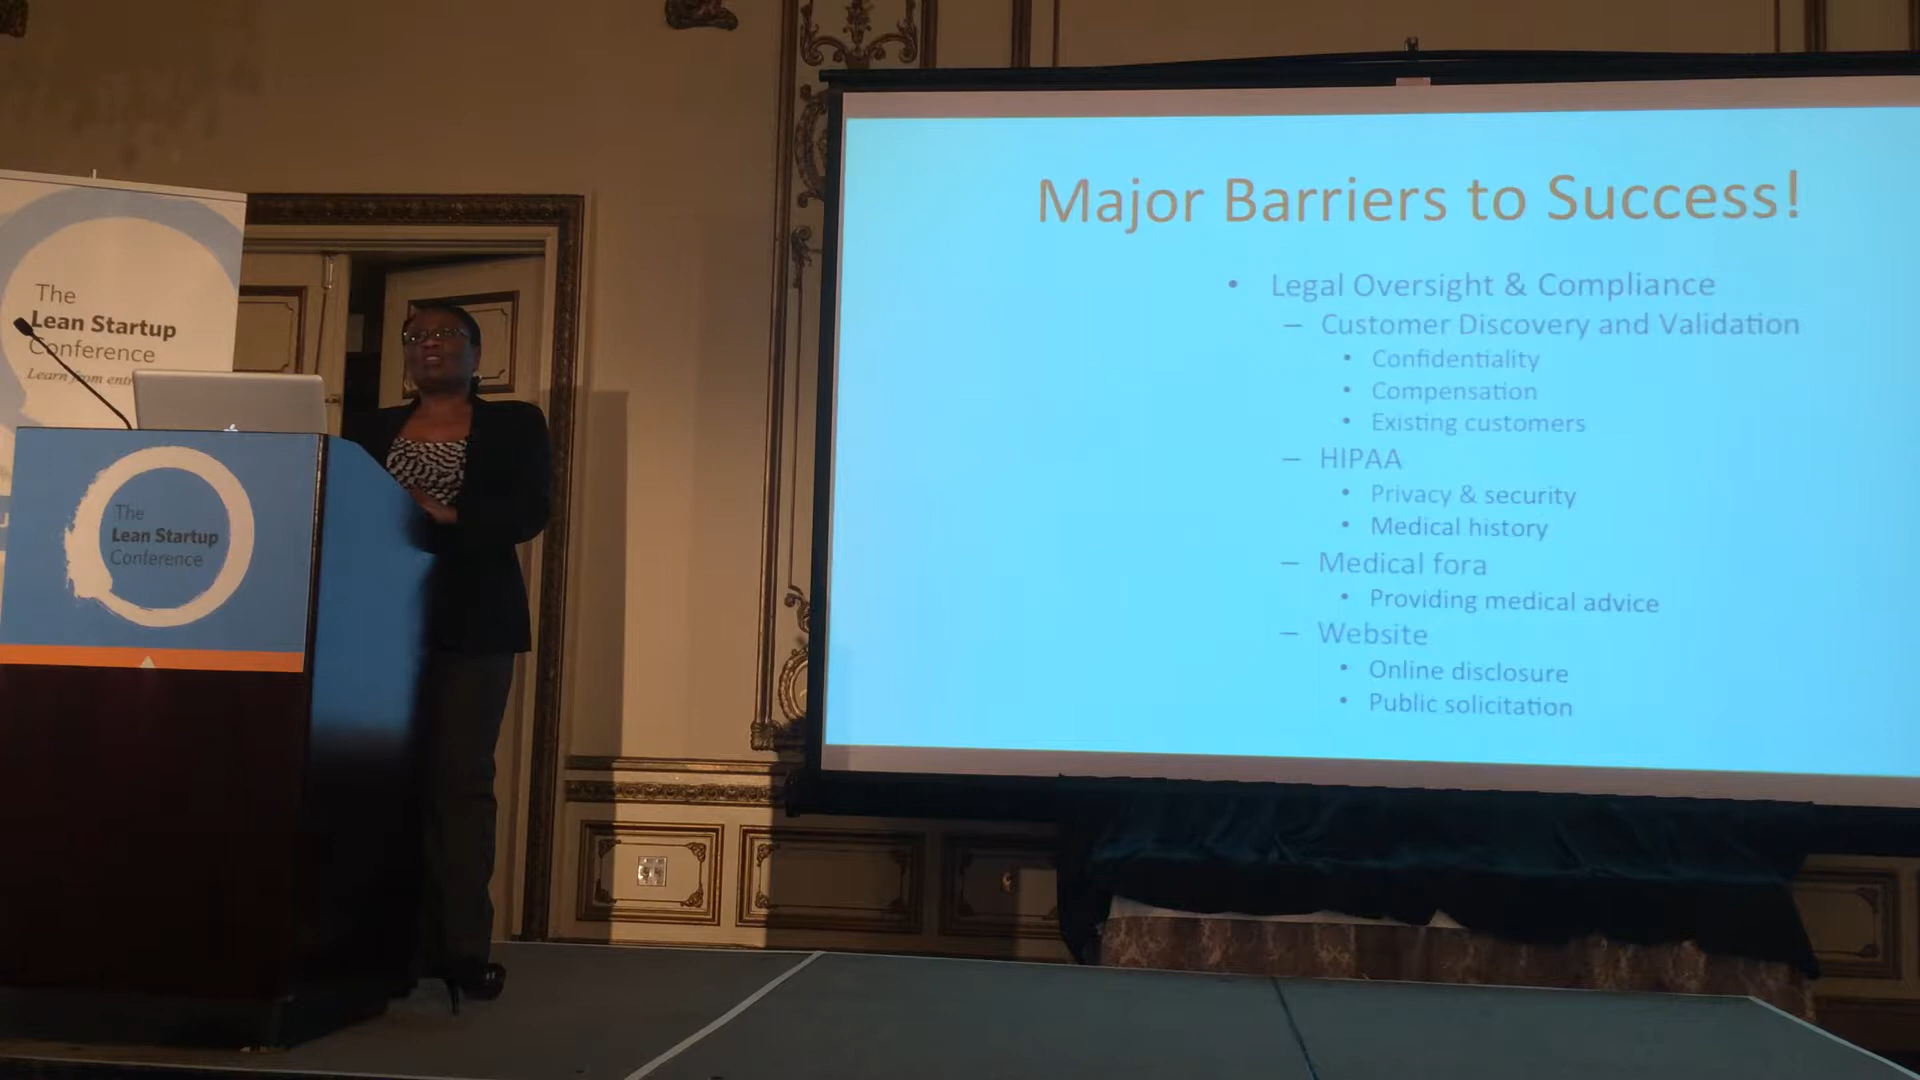 The
Lean Startup
Conference
Learn from
The
Lean Startup
Conference
Major Barriers to Success!
• Legal Oversight & Compliance
– Customer Discovery and Validation
• Confidentiality
• Compensation
• Existing customers
– HIPAA
• Privacy & security
• Medical history
– Medical fora
• Providing medical advice
– Website
• Online disclosure
• Public solicitation